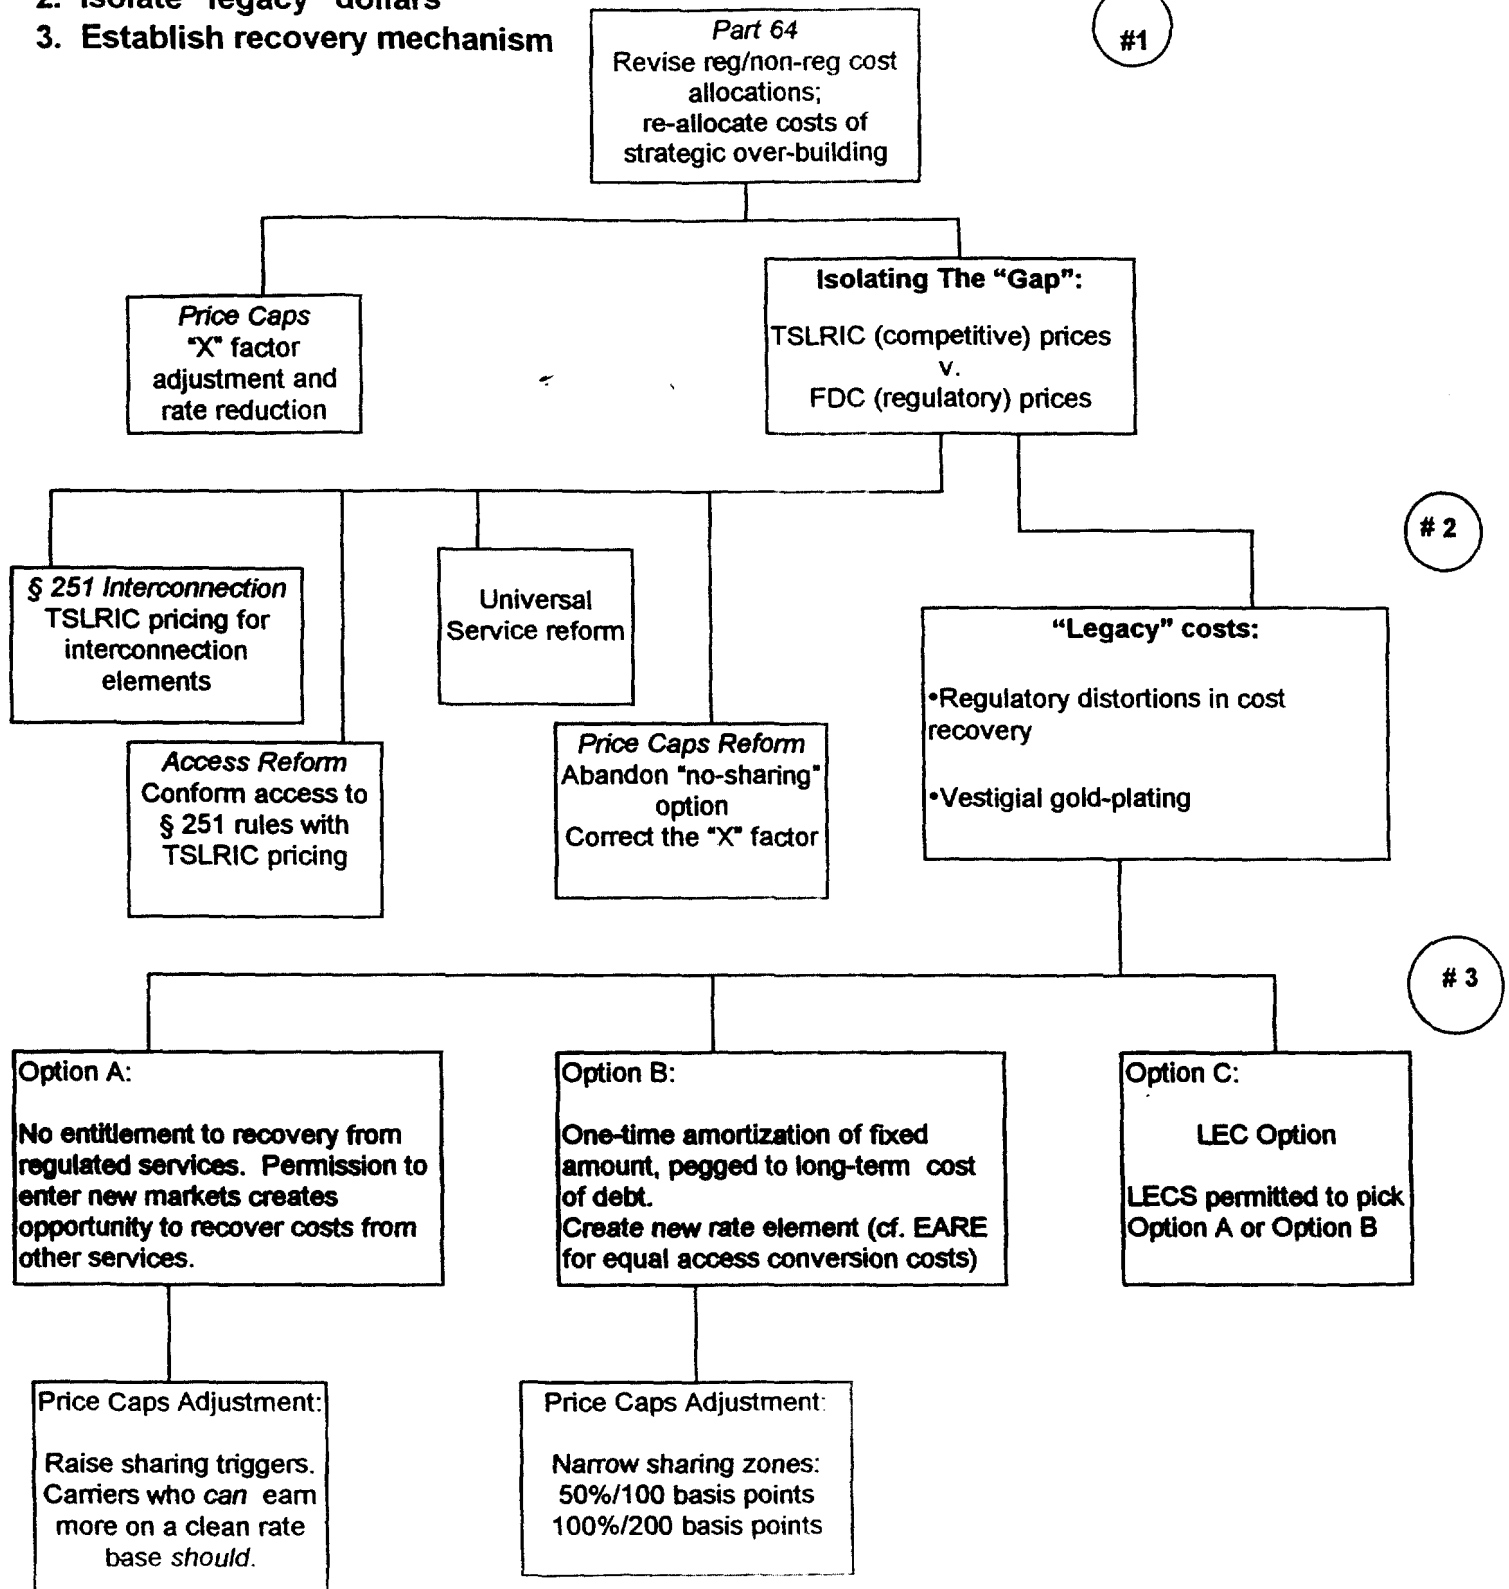 2. Isolate "legacy" dollars
3. Establish recovery mechanism
#1
Part 64
Revise reg/non-reg cost
allocations;
re-allocate costs of
strategic over-building
Price Caps
"X" factor
adjustment and
rate reduction
Isolating The “Gap”:
TSLRIC (competitive) prices
v.
FDC (regulatory) prices
# 2
§ 251 Interconnection
TSLRIC pricing for
interconnection
elements
Access Reform
Conform access to
§ 251 rules with
TSLRIC pricing
Universal
Service reform
Price Caps Reform
Abandon "no-sharing"
option
Correct the "X" factor
“Legacy” costs:
•Regulatory distortions in cost
recovery
•Vestigial gold-plating
# 3
Option A:
No entitlement to recovery from
regulated services. Permission to
enter new markets creates
opportunity to recover costs from
other services.
Option B:
One-time amortization of fixed
amount, pegged to long-term cost
of debt.
Create new rate element (cf. EARE
for equal access conversion costs)
Option C:
LEC Option
LECS permitted to pick
Option A or Option B
Price Caps Adjustment:
Raise sharing triggers.
Carriers who can earn
more on a clean rate
base should.
Price Caps Adjustment:
Narrow sharing zones:
50%/100 basis points
100%/200 basis points